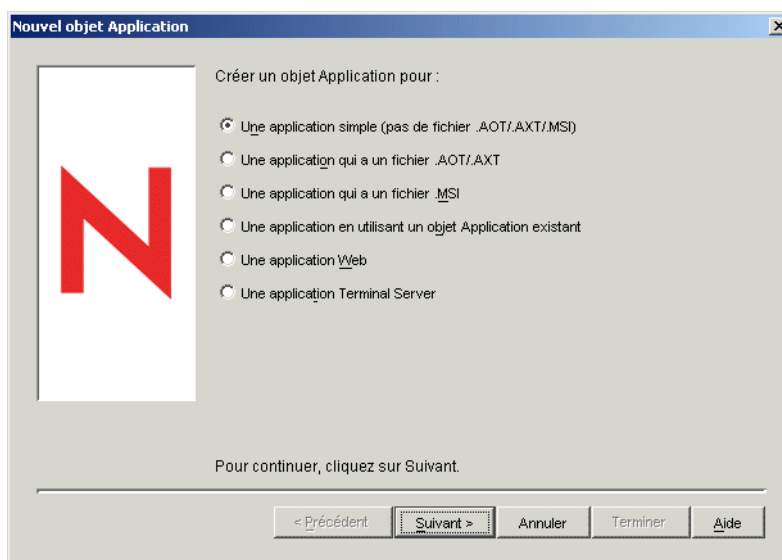 Nouvel objet Application
Créer un objet Application pour :
Une application simple (pas de fichier .AOT/.AXT/.MSI)
Une application qui a un fichier .AOT/.AXT
Une application qui a un fichier .MSI
Une application en utilisant un objet Application existant
Une application Web
Une application Terminal Server
Pour continuer, cliquez sur Suivant.
< Précédent Suivant > Annuler Terminer Aide